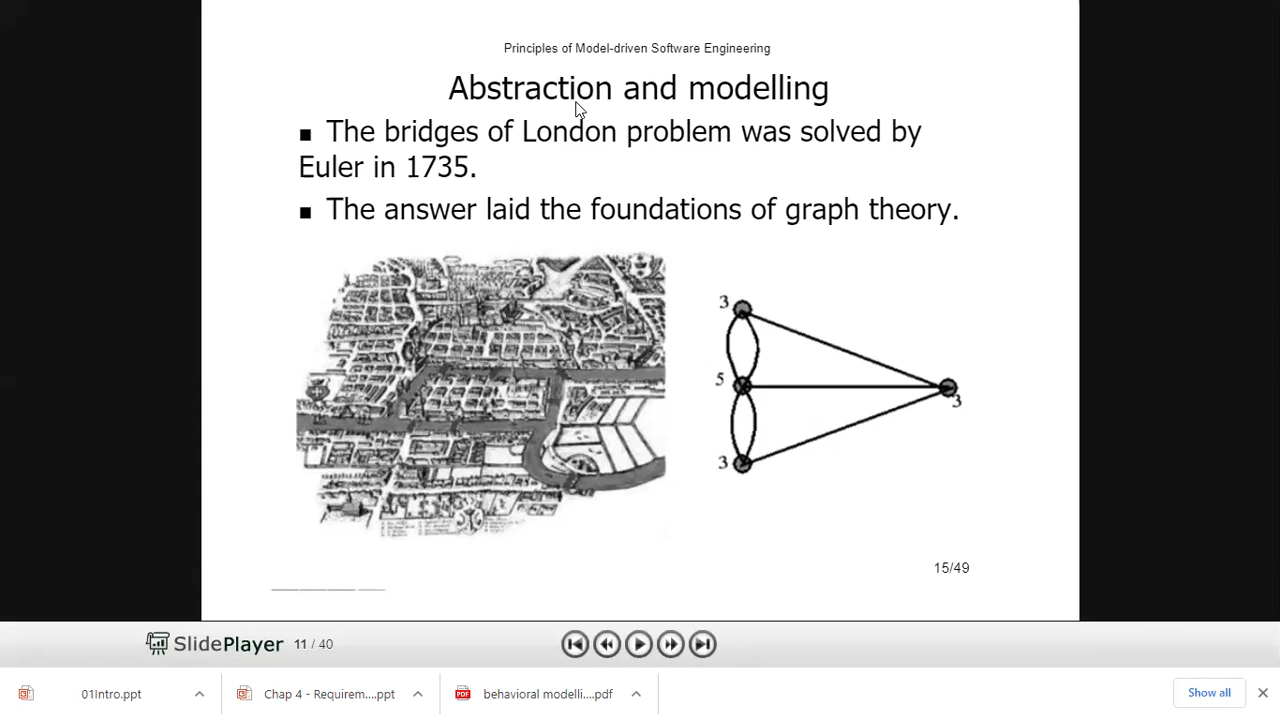 Principles of Model-driven Software Engineering
Abstraction and modelling
■ The bridges of London problem was solved by
Euler in 1735.
■ The answer laid the foundations of graph theory.
3
5
3
3
15/49
SlidePlayer 11 / 40
01Intro.ppt
Chap 4 - Requirem....ppt
behavioral modelli....pdf
Show all